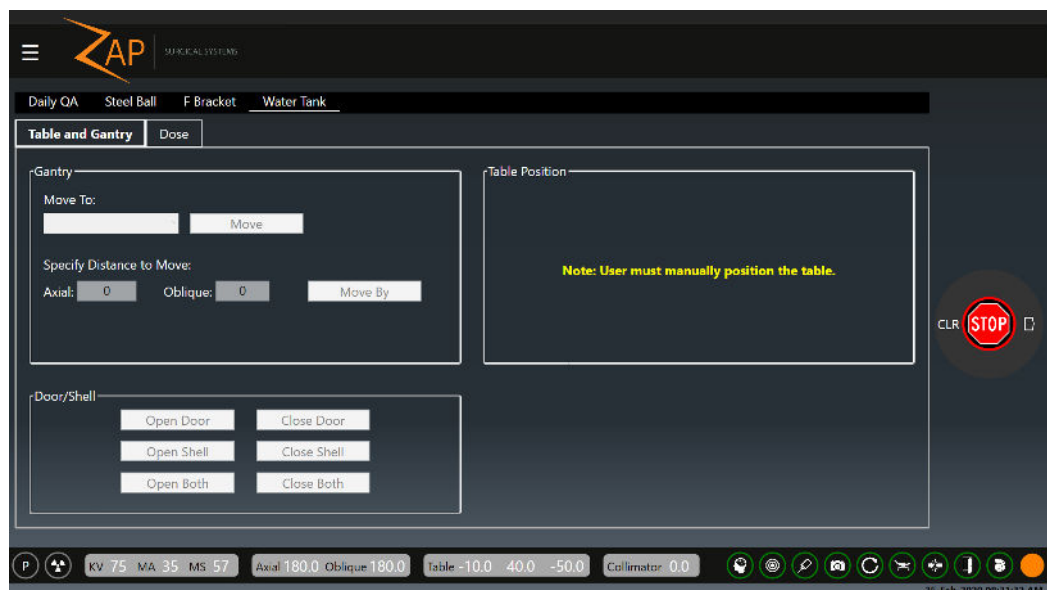 ZAP SURGICAL SYSTEMS
Daily QA Steel Ball F Bracket Water Tank
Table and Gantry Dose
Gantry
Move To:
Move
Specify Distance to Move:
Axial: 0 Oblique: 0 Move By
Table Position
Note: User must manually position the table.
CLR STOP
Door/Shell
Open Door Close Door
Open Shell Close Shell
Open Both Close Both
P KV 75 MA 35 MS 57 Axial 180.0 Oblique 180.0 Table -10.0 40.0 -50.0 Collimator 0.0